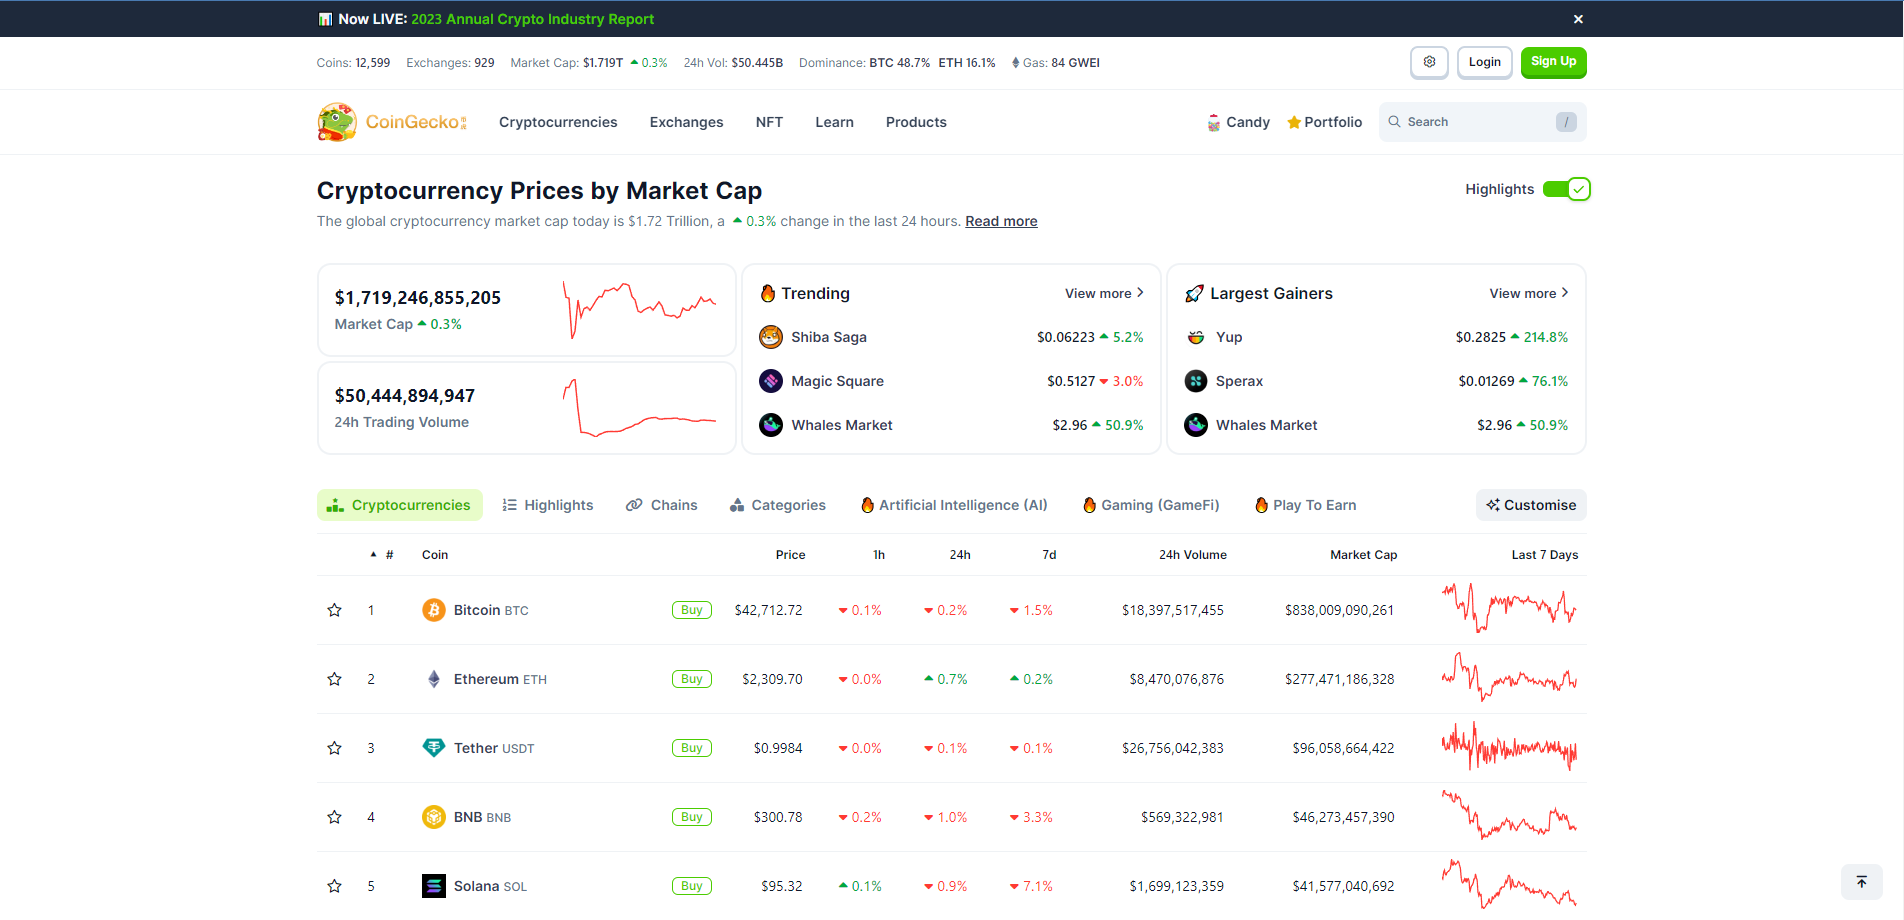 Now LIVE: 2023 Annual Crypto Industry Report
Coins: 12,599 Exchanges: 929 Market Cap: $1.719T 0.3% 24h Vol: $50.445B Dominance: BTC 48.7% ETH 16.1% Gas: 84 GWEI
Login Sign Up
CoinGecko Cryptocurrencies Exchanges NFT Learn Products Candy Portfolio Search /
Cryptocurrency Prices by Market Cap
Highlights
The global cryptocurrency market cap today is $1.72 Trillion, a 0.3% change in the last 24 hours. Read more
$1,719,246,855,205
Market Cap 0.3%
$50,444,894,947
24h Trading Volume
Trending View more
Shiba Saga $0.06223 5.2%
Magic Square $0.5127 3.0%
Whales Market $2.96 50.9%
Largest Gainers View more
Yup $0.2825 214.8%
Sperax $0.01269 76.1%
Whales Market $2.96 50.9%
Cryptocurrencies Highlights Chains Categories Artificial Intelligence (AI) Gaming (GameFi) Play To Earn Customise
# Coin Price 1h 24h 7d 24h Volume Market Cap Last 7 Days
1 Bitcoin BTC Buy $42,712.72 0.1% 0.2% 1.5% $18,397,517,455 $838,009,090,261
2 Ethereum ETH Buy $2,309.70 0.0% 0.7% 0.2% $8,470,076,876 $277,471,186,328
3 Tether USDT Buy $0.9984 0.0% 0.1% 0.1% $26,756,042,383 $96,058,664,422
4 BNB BNB Buy $300.78 0.2% 1.0% 3.3% $569,322,981 $46,273,457,390
5 Solana SOL Buy $95.32 0.1% 0.9% 7.1% $1,699,123,359 $41,577,040,692